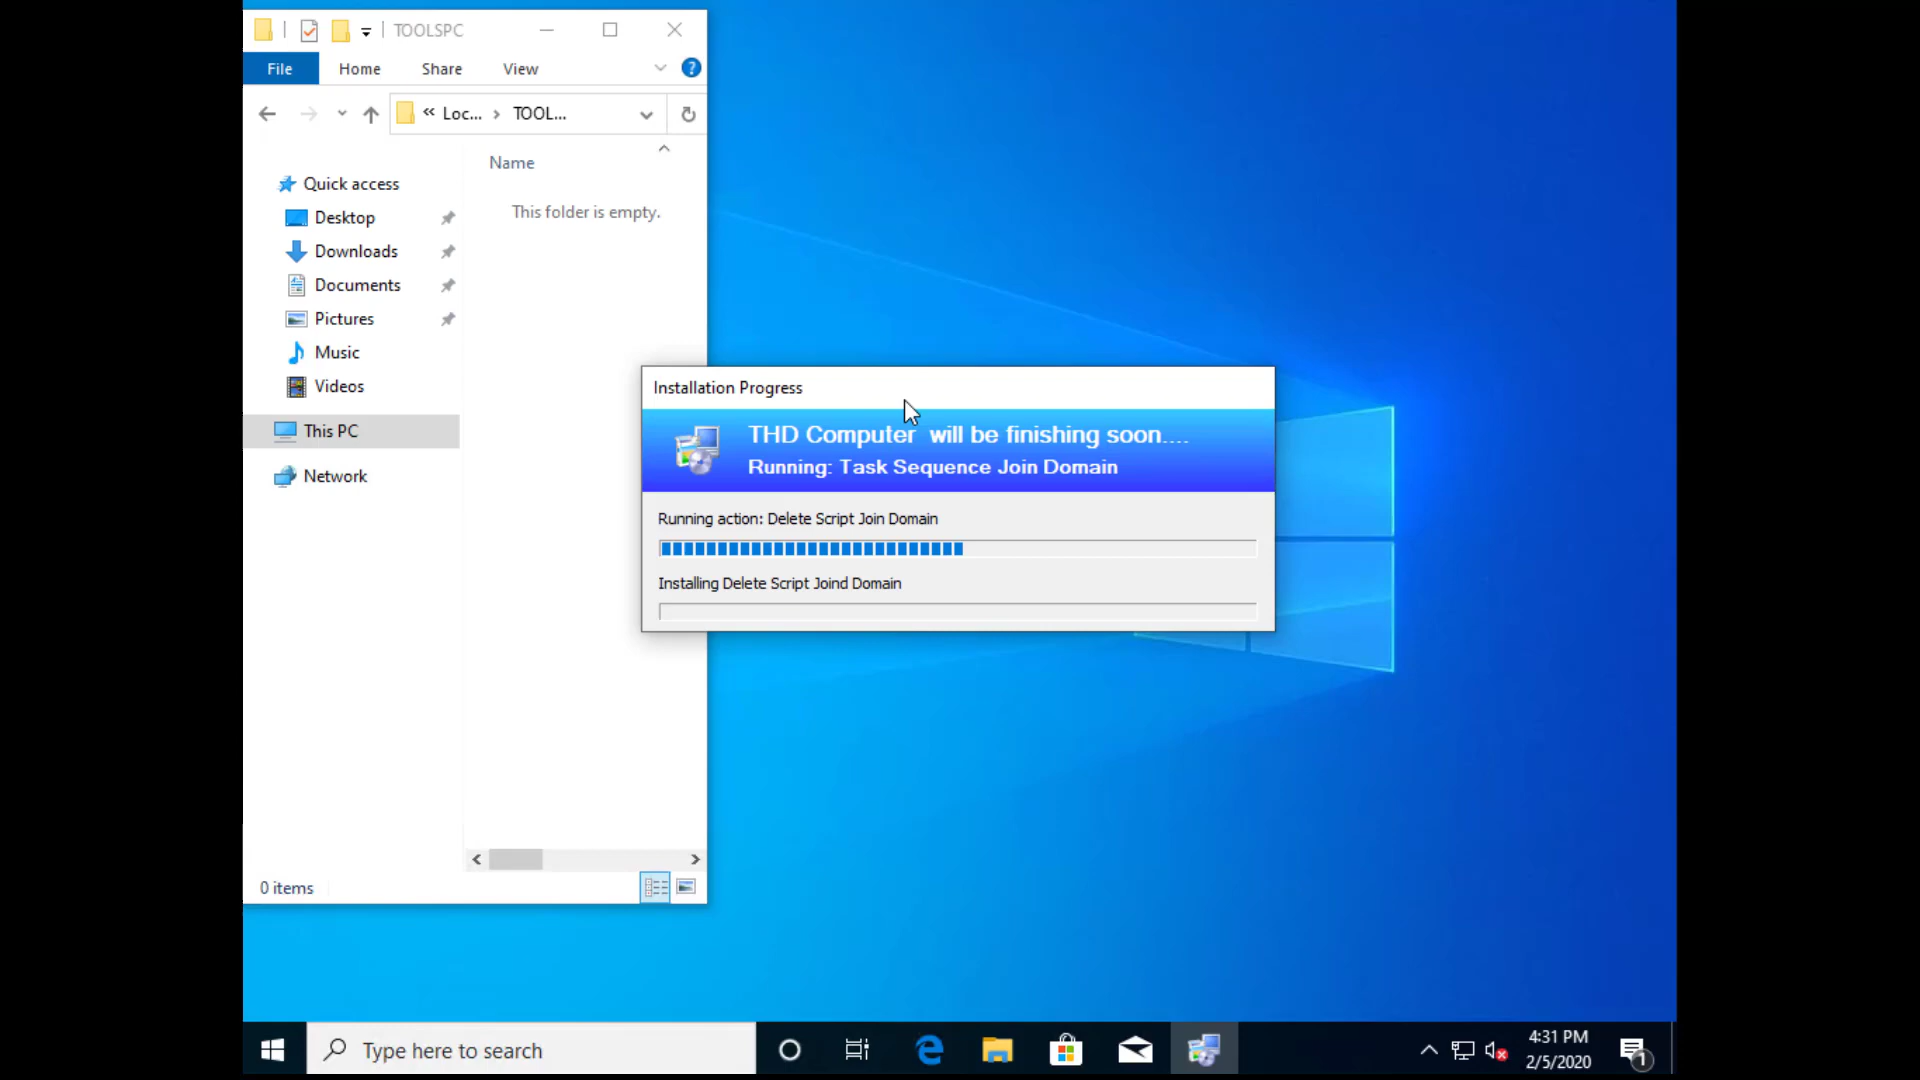 TOOLSPC
File Home Share View
« Loc... › TOOL...
Name
Quick access
This folder is empty.
Desktop
Downloads
Documents
Pictures
Music
Videos
This PC
Network
0 items
Installation Progress
THD Computer will be finishing soon....
Running: Task Sequence Join Domain
Running action: Delete Script Join Domain
Installing Delete Script Joind Domain
Type here to search
4:31 PM
2/5/2020
1